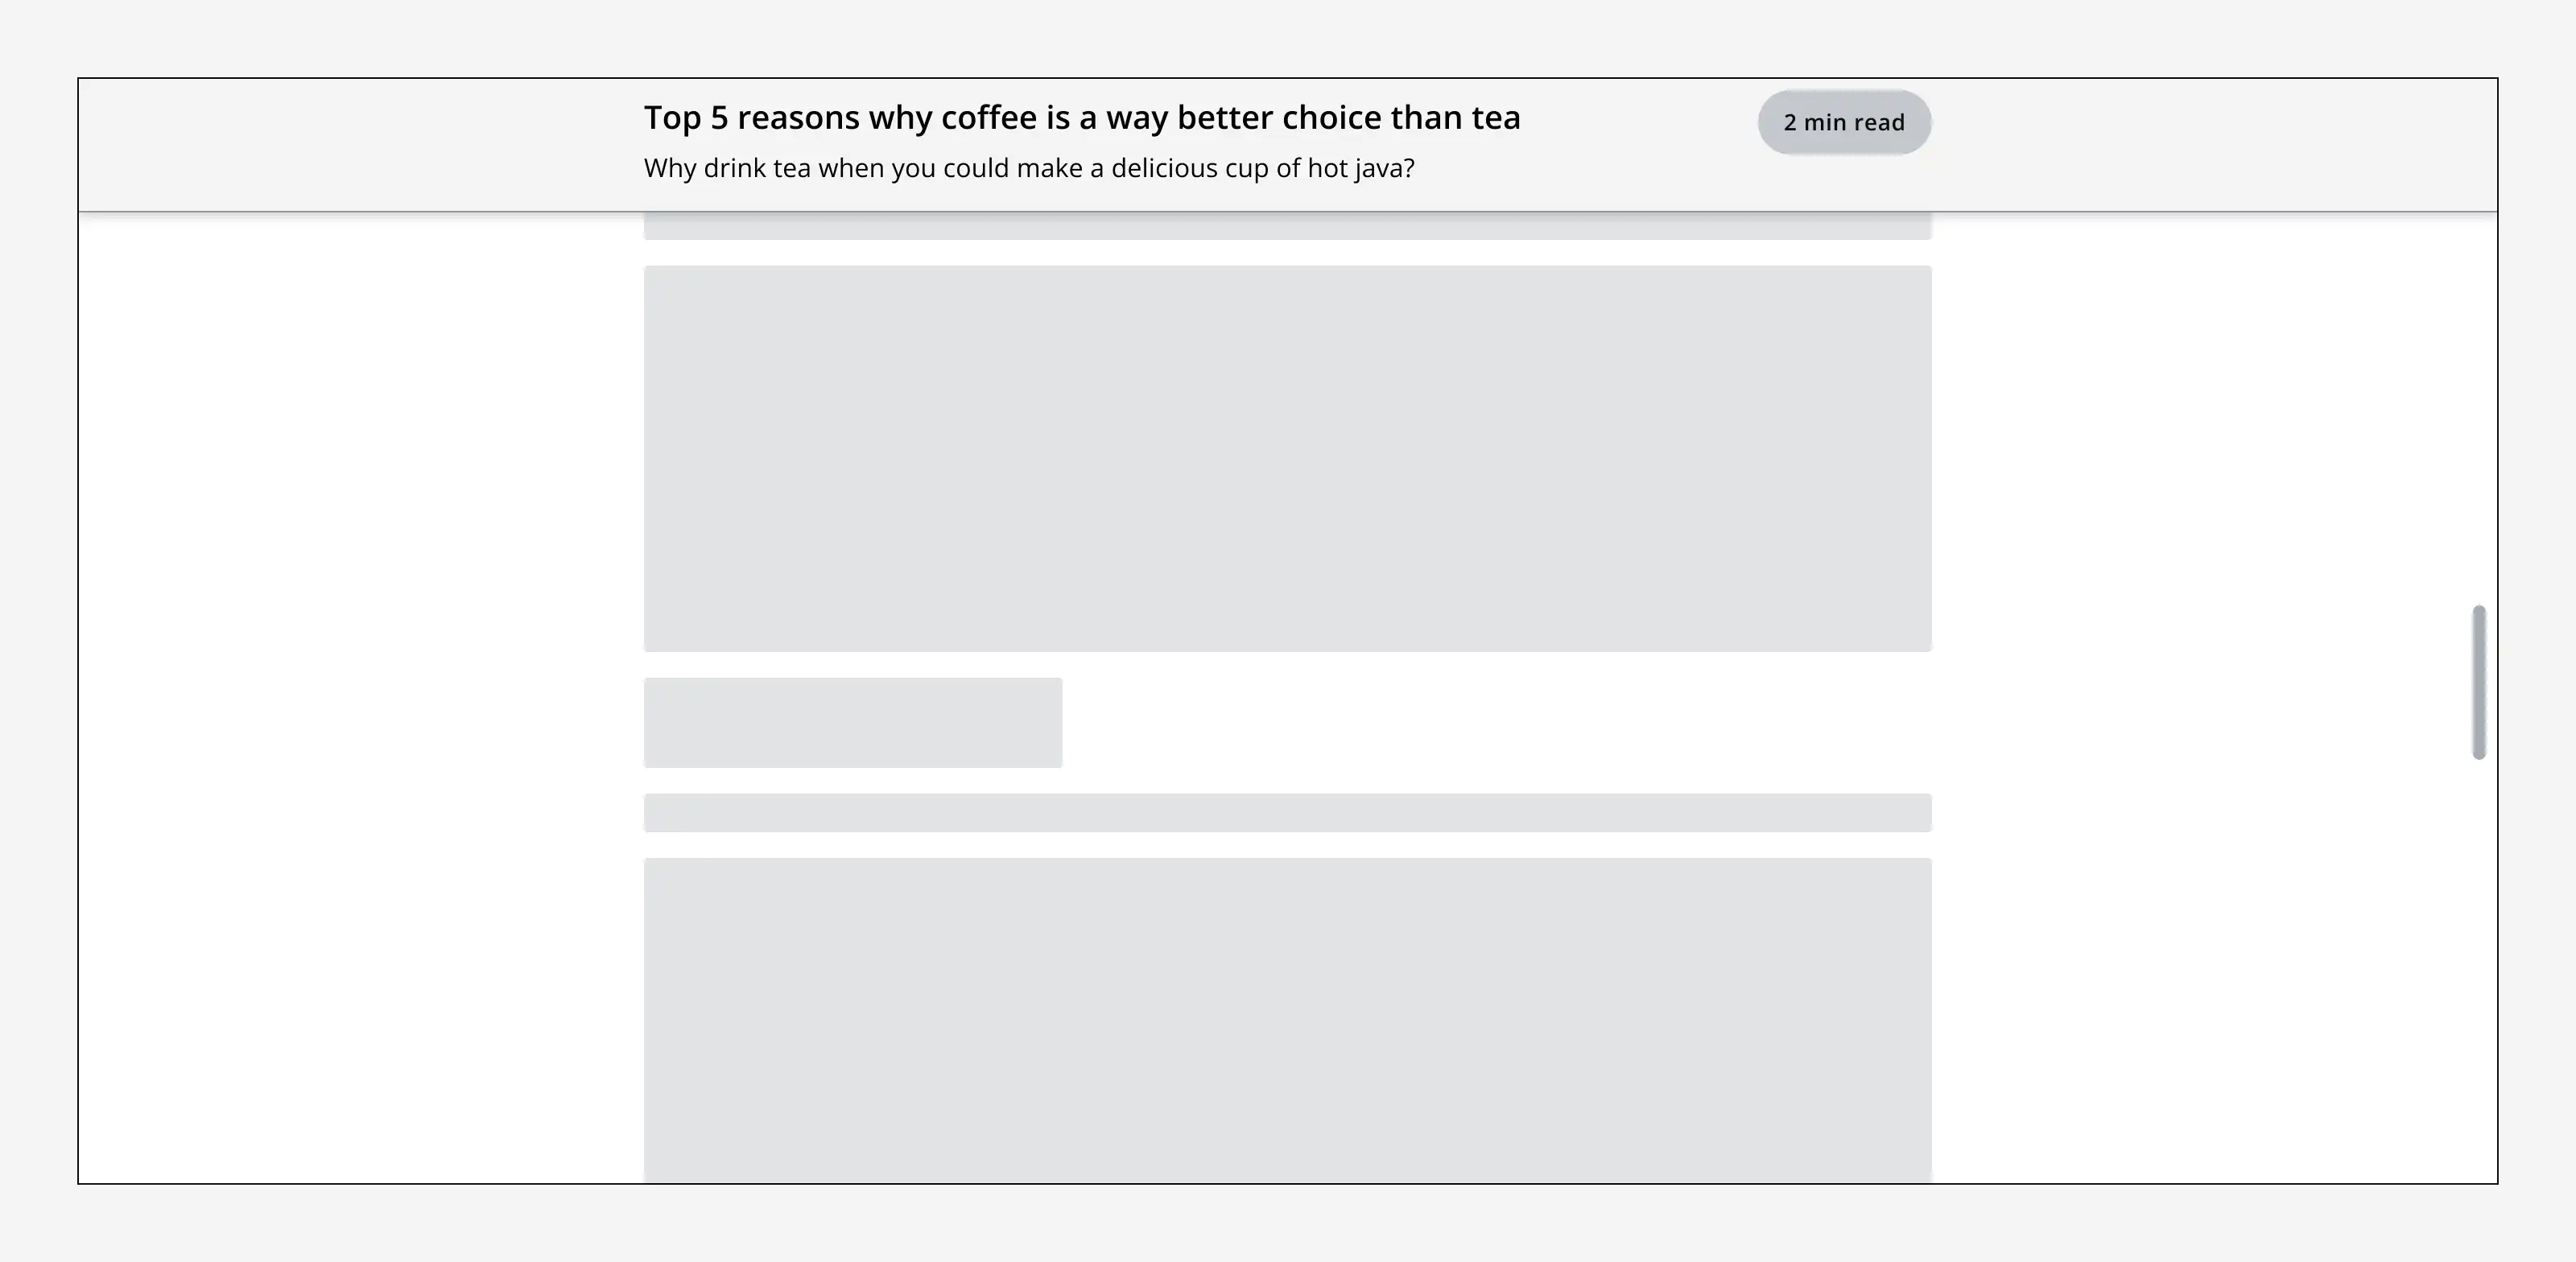 Top 5 reasons why coffee is a way better choice than tea
2 min read
Why drink tea when you could make a delicious cup of hot java?